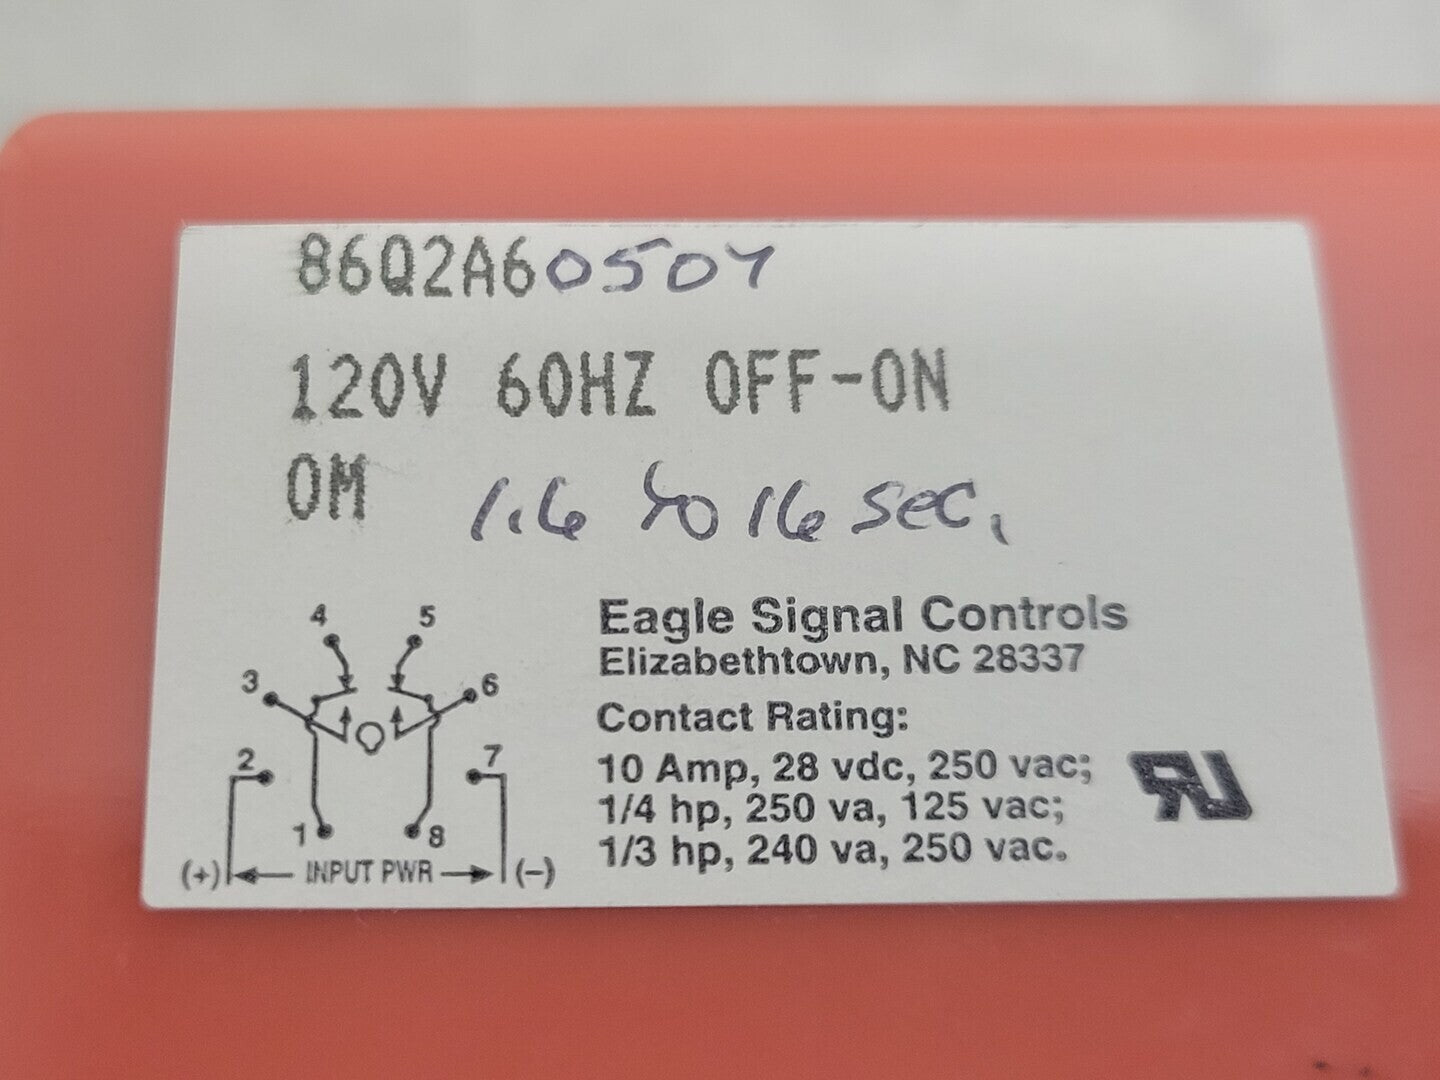 86Q2A60507
120V 60HZ OFF-ON
OM 1.6 to 16 sec.
4 5
3 6
2 7
1 8
(+) INPUT PWR (-)
Eagle Signal Controls
Elizabethtown, NC 28337
Contact Rating:
10 Amp, 28 vdc, 250 vac;
1/4 hp, 250 va, 125 vac;
1/3 hp, 240 va, 250 vac.
RU